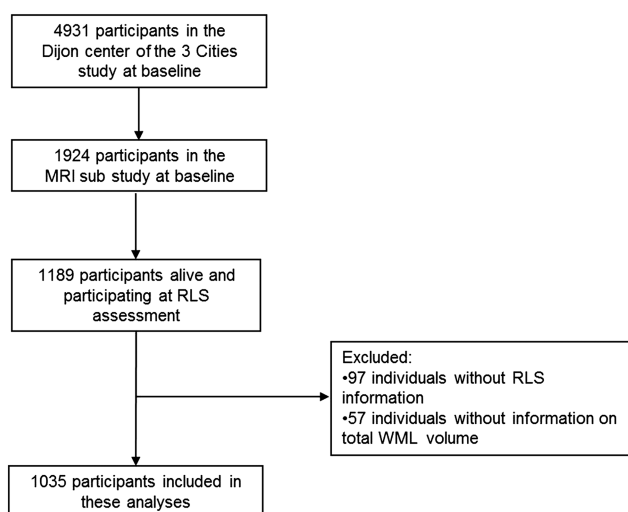 4931 participants in the
Dijon center of the 3 Cities
study at baseline
1924 participants in the
MRI sub study at baseline
1189 participants alive and
participating at RLS
assessment
Excluded:
•97 individuals without RLS
information
•57 individuals without information on
total WML volume
1035 participants included in
these analyses